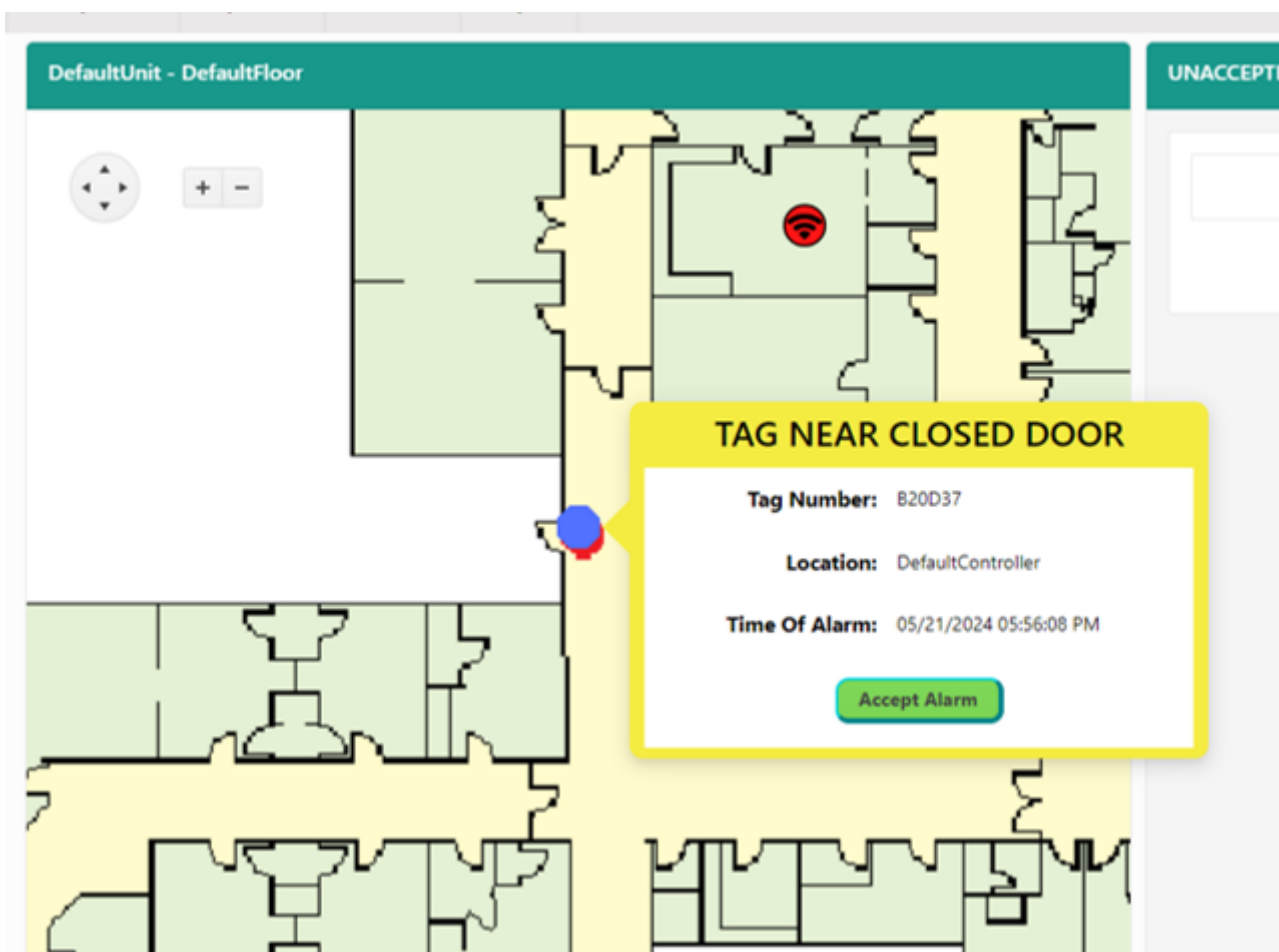 DefaultUnit - DefaultFloor
UNACCEPT
+ −
TAG NEAR CLOSED DOOR
Tag Number: B20D37
Location: DefaultController
Time Of Alarm: 05/21/2024 05:56:08 PM
Accept Alarm